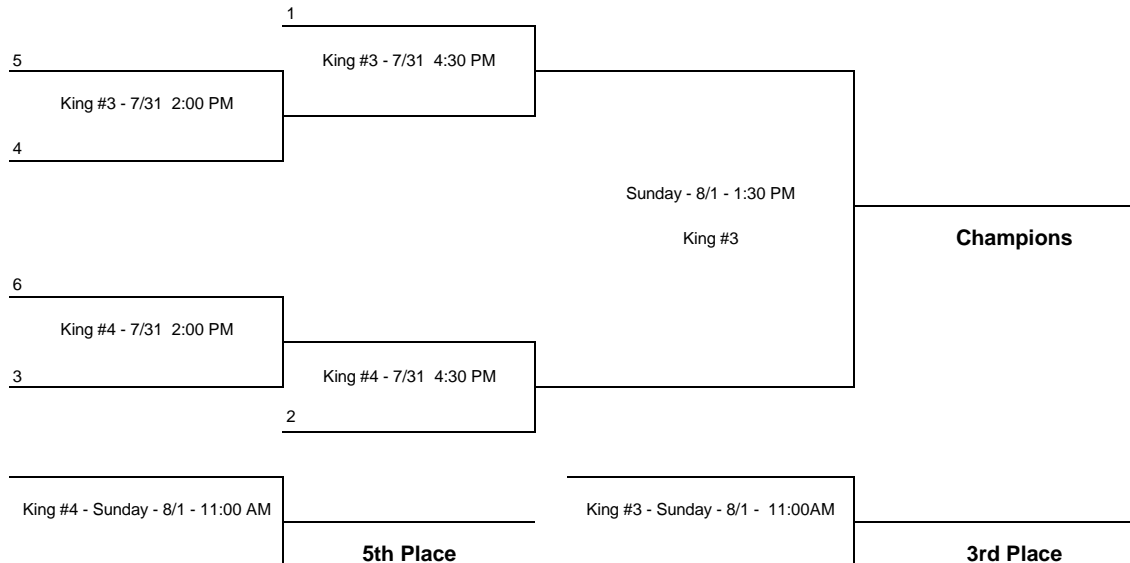 1
5
King #3 - 7/31  4:30 PM
King #3 - 7/31  2:00 PM
4
Sunday - 8/1 - 1:30 PM
King #3
Champions
6
King #4 - 7/31  2:00 PM
3
King #4 - 7/31  4:30 PM
2
King #4 - Sunday - 8/1 - 11:00 AM
King #3 - Sunday - 8/1 -  11:00AM
5th Place
3rd Place